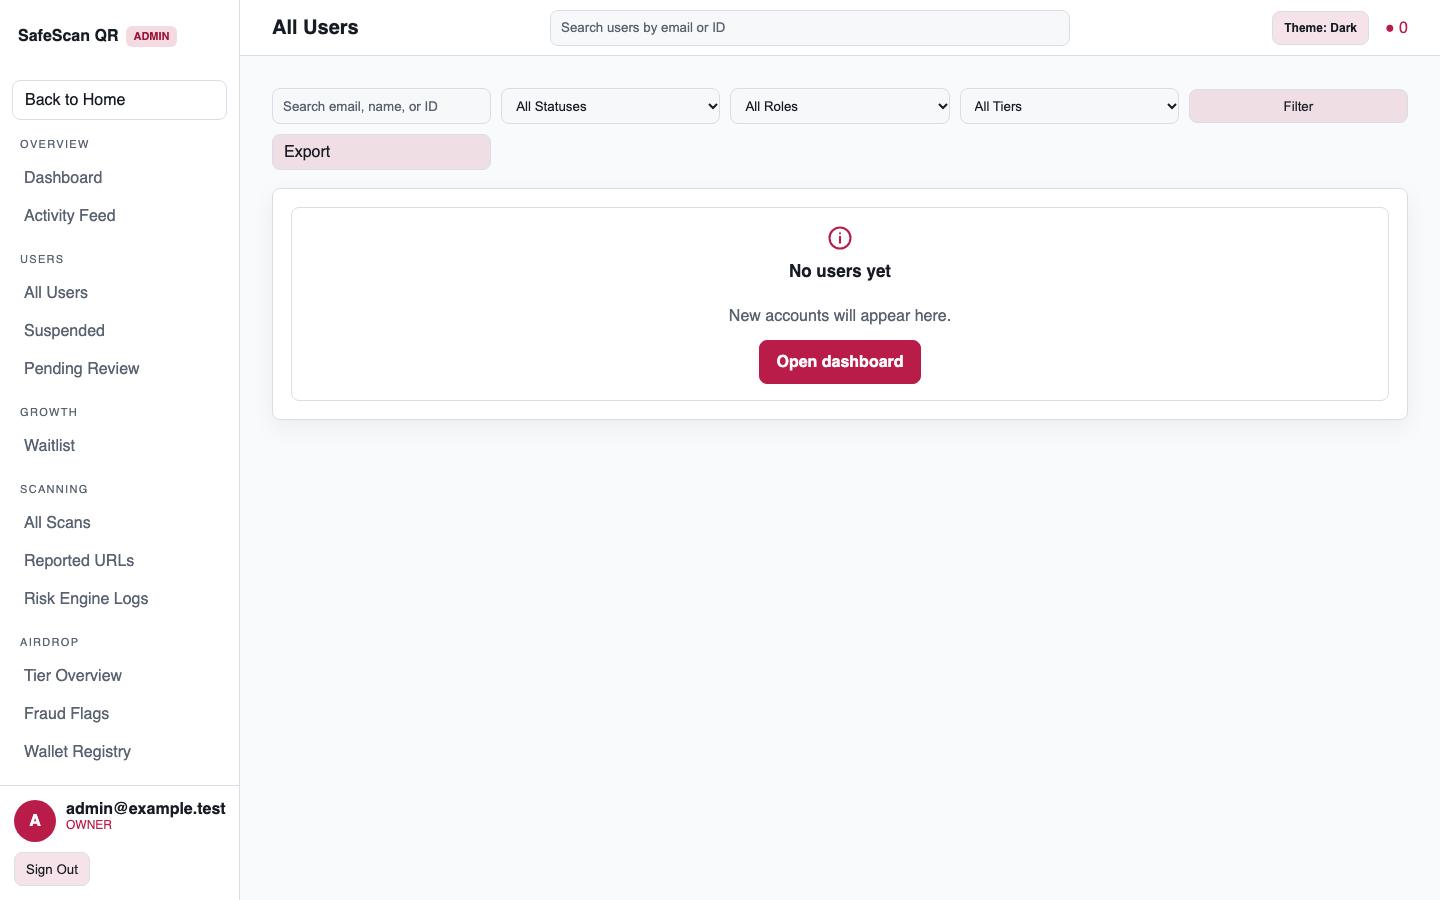 SafeScan QR ADMIN
Back to Home
OVERVIEW
Dashboard
Activity Feed
USERS
All Users
Suspended
Pending Review
GROWTH
Waitlist
SCANNING
All Scans
Reported URLs
Risk Engine Logs
AIRDROP
Tier Overview
Fraud Flags
Wallet Registry
A
admin@example.test
OWNER
Sign Out
All Users
Search users by email or ID
Theme: Dark
● 0
Search email, name, or ID
All Statuses
All Roles
All Tiers
Filter
Export
No users yet
New accounts will appear here.
Open dashboard